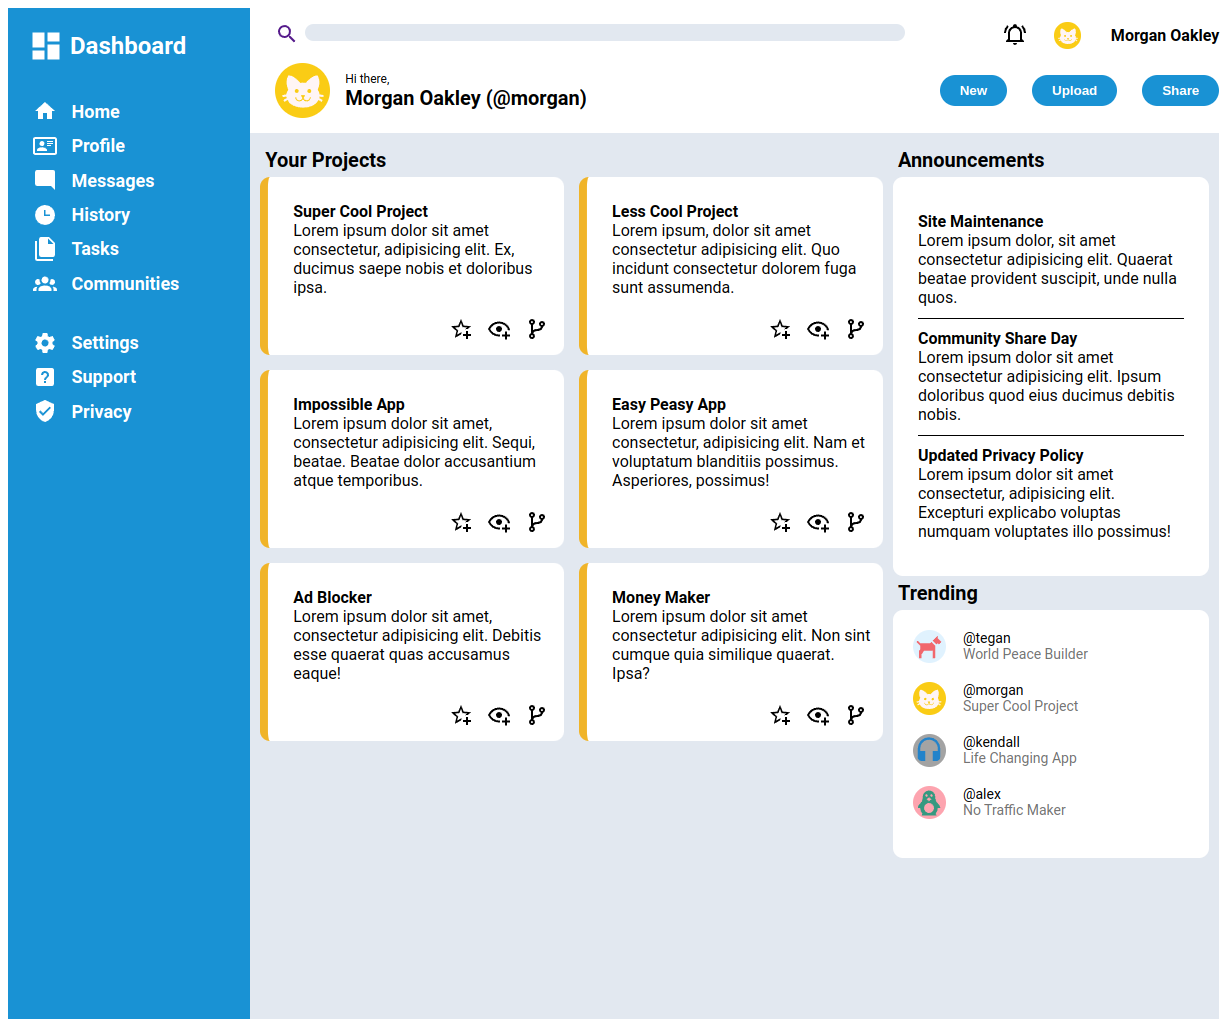 Dashboard
Home
Profile
Messages
History
Tasks
Communities
Settings
Support
Privacy
Morgan Oakley
Hi there,
Morgan Oakley (@morgan)
New
Upload
Share
Your Projects
Super Cool Project
Lorem ipsum dolor sit amet
consectetur, adipisicing elit. Ex,
ducimus saepe nobis et doloribus
ipsa.
Less Cool Project
Lorem ipsum, dolor sit amet
consectetur adipisicing elit. Quo
incidunt consectetur dolorem fuga
sunt assumenda.
Impossible App
Lorem ipsum dolor sit amet,
consectetur adipisicing elit. Sequi,
beatae. Beatae dolor accusantium
atque temporibus.
Easy Peasy App
Lorem ipsum dolor sit amet
consectetur, adipisicing elit. Nam et
voluptatum blanditiis possimus.
Asperiores, possimus!
Ad Blocker
Lorem ipsum dolor sit amet,
consectetur adipisicing elit. Debitis
esse quaerat quas accusamus
eaque!
Money Maker
Lorem ipsum dolor sit amet
consectetur adipisicing elit. Non sint
cumque quia similique quaerat.
Ipsa?
Announcements
Site Maintenance
Lorem ipsum dolor, sit amet
consectetur adipisicing elit. Quaerat
beatae provident suscipit, unde nulla
quos.
Community Share Day
Lorem ipsum dolor sit amet
consectetur adipisicing elit. Ipsum
doloribus quod eius ducimus debitis
nobis.
Updated Privacy Policy
Lorem ipsum dolor sit amet
consectetur, adipisicing elit.
Excepturi explicabo voluptas
numquam voluptates illo possimus!
Trending
@tegan
World Peace Builder
@morgan
Super Cool Project
@kendall
Life Changing App
@alex
No Traffic Maker